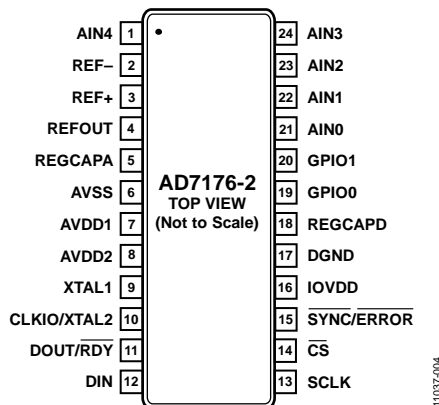 AIN4 1
REF– 2
REF+ 3
REFOUT 4
REGCAPA 5
AVSS 6
AVDD1 7
AVDD2 8
XTAL1 9
CLKIO/XTAL2 10
DOUT/RDY 11
DIN 12
AD7176-2
TOP VIEW
(Not to Scale)
24 AIN3
23 AIN2
22 AIN1
21 AIN0
20 GPIO1
19 GPIO0
18 REGCAPD
17 DGND
16 IOVDD
15 SYNC/ERROR
14 CS
13 SCLK
11037-004